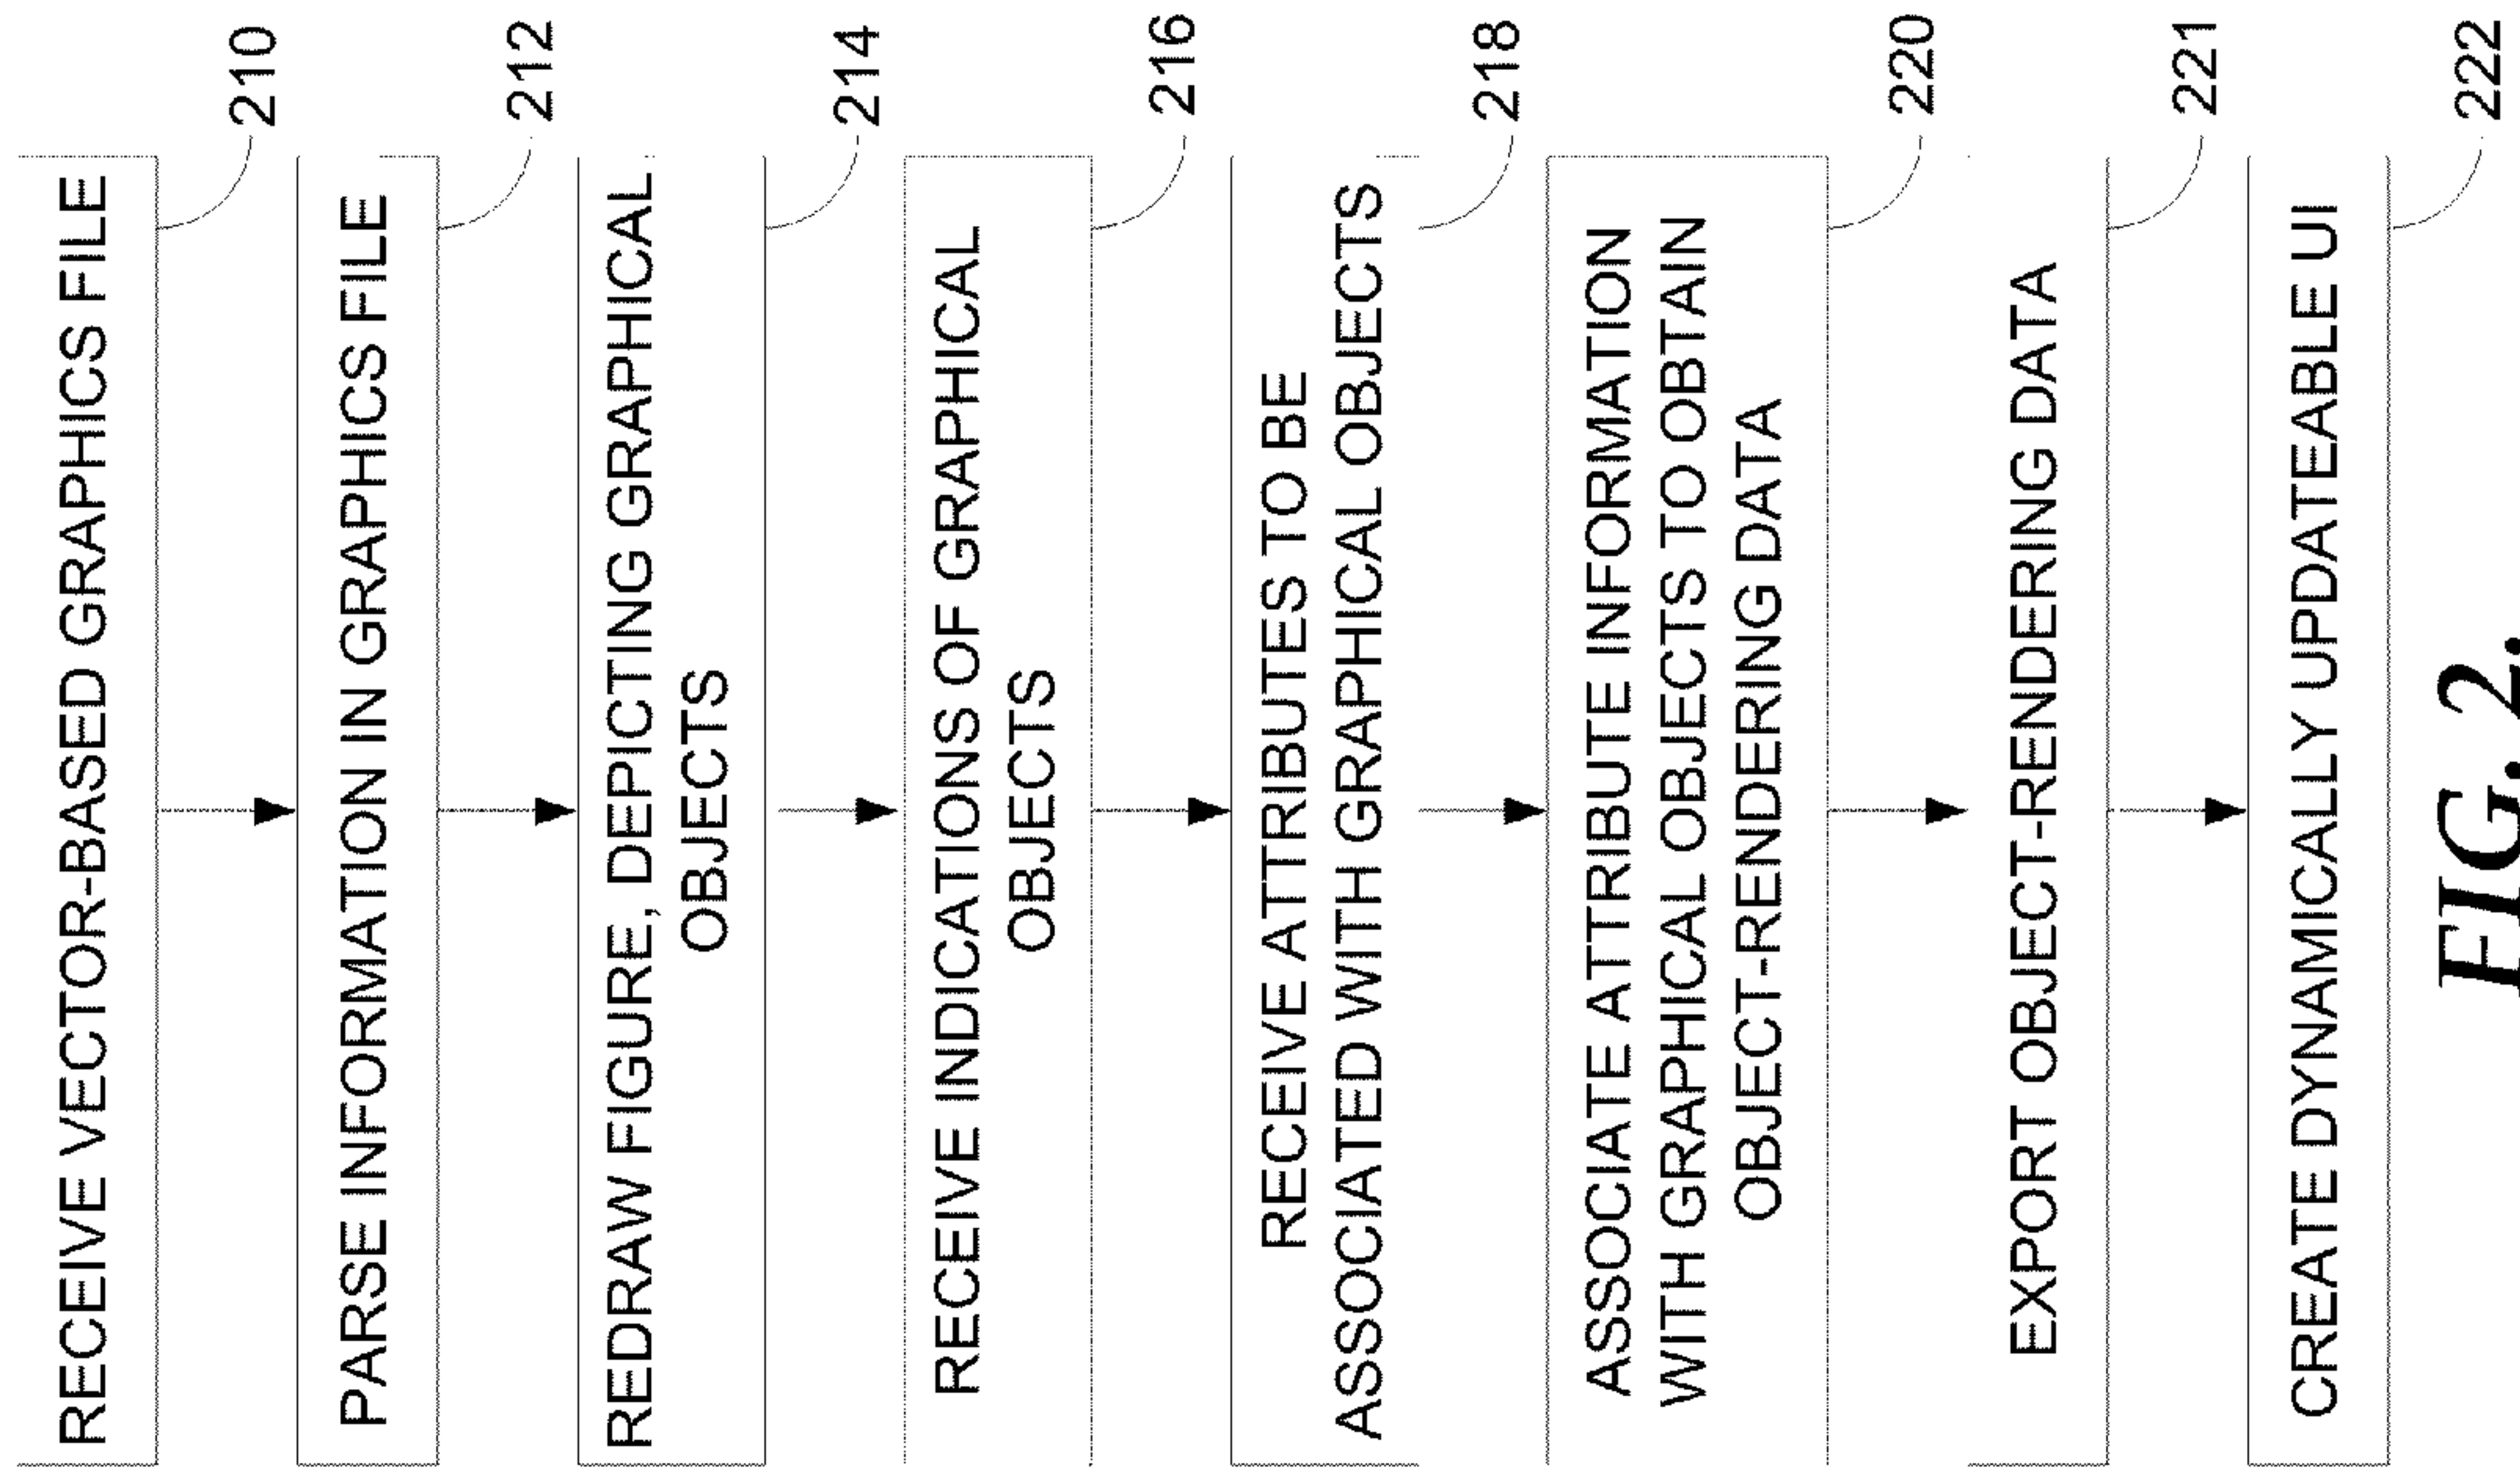 RECEIVE VECTOR-BASED GRAPHICS FILE
210
PARSE INFORMATION IN GRAPHICS FILE
212
REDRAW FIGURE, DEPICTING GRAPHICAL
OBJECTS
214
RECEIVE INDICATIONS OF GRAPHICAL
OBJECTS
216
RECEIVE ATTRIBUTES TO BE
ASSOCIATED WITH GRAPHICAL OBJECTS
218
ASSOCIATE ATTRIBUTE INFORMATION
WITH GRAPHICAL OBJECTS TO OBTAIN
OBJECT-RENDERING DATA
220
EXPORT OBJECT-RENDERING DATA
221
CREATE DYNAMICALLY UPDATEABLE UI
222
FIG. 2.